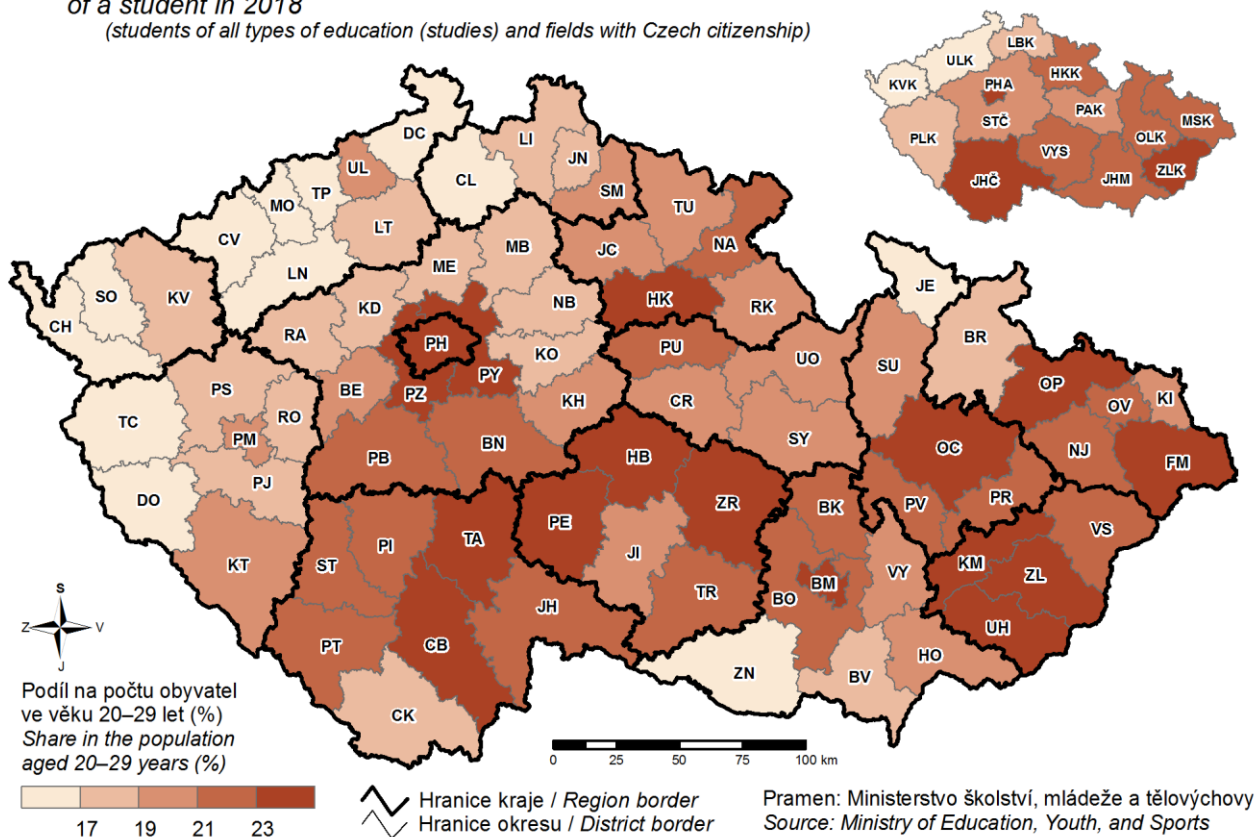 of a student in 2018
(students of all types of education (studies) and fields with Czech citizenship)
LBK
ULK
HKK
KVK
PHA
PAK
STČ
MSK
PLK
OLK
VYS
ZLK
JHČ
JHM
DC
LI
JN
UL
TP
CL
SM
MO
TU
LT
CV
MB
NA
JC
ME
LN
SO
KV
NB
JE
KD
HK
RK
CH
RA
BR
PH
PU
KO
UO
SU
PY
OP
PS
BE
PZ
KI
RO
KH
CR
OV
TC
PM
SY
BN
OC
NJ
PB
HB
FM
PJ
DO
PR
ZR
PV
BK
PE
VS
TA
PI
JI
ST
KM
KT
VY
ZL
BM
TR
BO
JH
UH
CB
PT
HO
ZN
BV
CK
S
Z V
J
Podíl na počtu obyvatel
ve věku 20–29 let (%)
Share in the population
aged 20–29 years (%)
17 19 21 23
0 25 50 75 100 km
Hranice kraje / Region border
Hranice okresu / District border
Pramen: Ministerstvo školství, mládeže a tělovýchovy
Source: Ministry of Education, Youth, and Sports